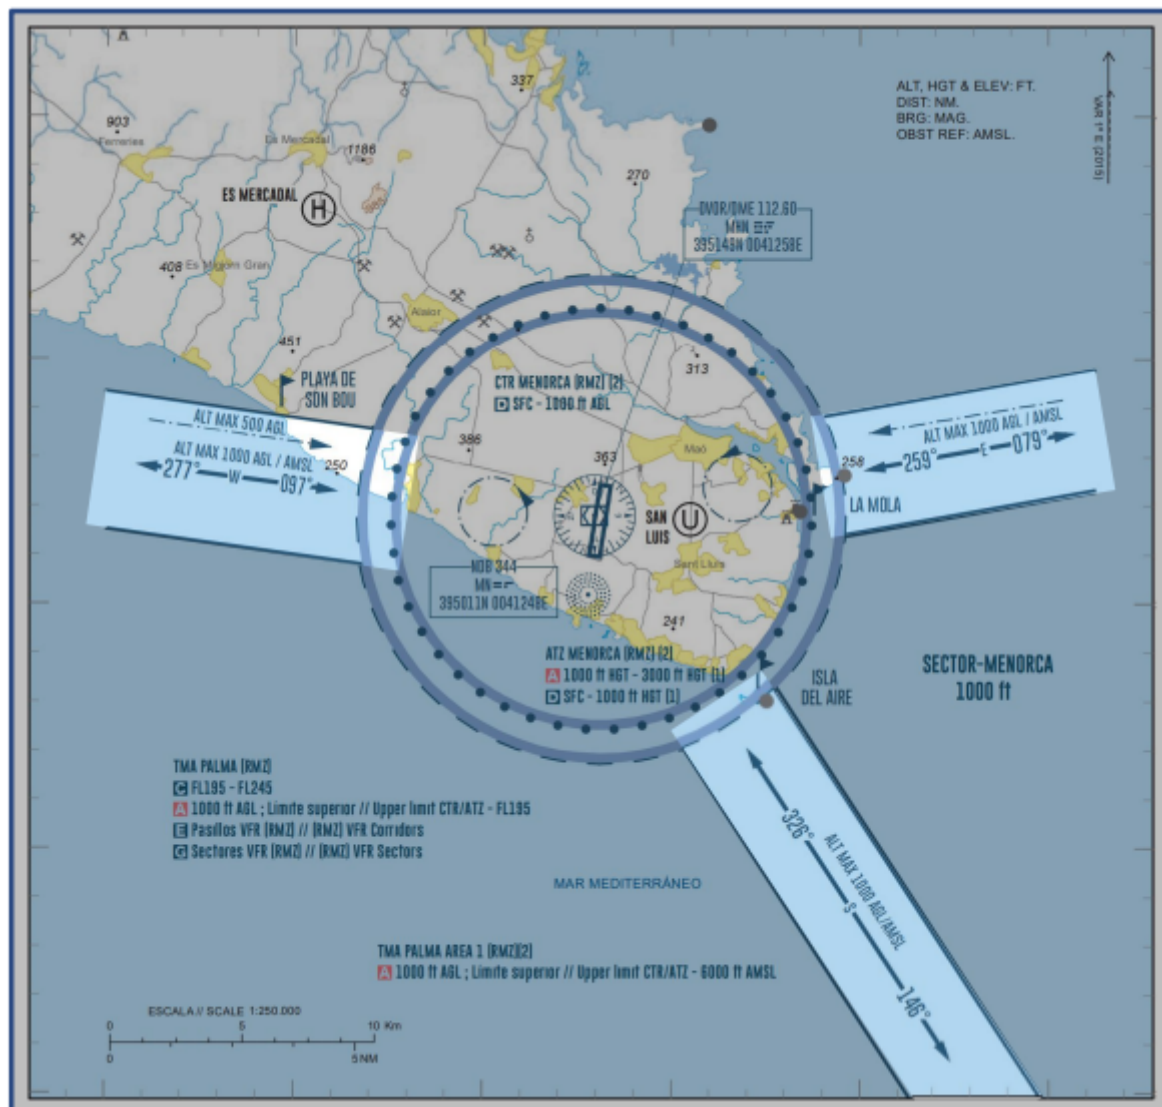 ALT, HGT & ELEV: FT.
DIST: NM.
BRG: MAG.
OBST REF: AMSL.
VAR 1° E (2015)
337
903
Ferreries
Es Mercadal
1186
ES MERCADAL
H
270
DVOR/DME 112.60
MHN
395148N 0041258E
408
Es Migjorn Gran
Alaior
451
313
PLAYA DE
SON BOU
CTR MENORCA (RMZ) (2)
D SFC - 1000 ft AGL
ALT MAX 500 AGL
ALT MAX 1000 AGL / AMSL
277° W 097°
250
386
363
Maó
ALT MAX 1000 AGL / AMSL
259° E 079°
258
LA MOLA
SAN
LUIS
U
Sant Lluís
NDB 344
MN
395011N 0041248E
241
ATZ MENORCA (RMZ) (2)
A 1000 ft HGT - 3000 ft HGT (1)
D SFC - 1000 ft HGT (1)
ISLA
DEL AIRE
SECTOR-MENORCA
1000 ft
326° S 146°
ALT MAX 1000 AGL/AMSL
TMA PALMA (RMZ)
C FL195 - FL245
A 1000 ft AGL ; Límite superior // Upper limit CTR/ATZ - FL195
E Pasillos VFR (RMZ) // (RMZ) VFR Corridors
G Sectores VFR (RMZ) // (RMZ) VFR Sectors
MAR MEDITERRÁNEO
TMA PALMA AREA 1 (RMZ)(2)
A 1000 ft AGL ; Límite superior // Upper limit CTR/ATZ - 6000 ft AMSL
ESCALA // SCALE 1:250.000
0 5 10 Km
0 5 NM